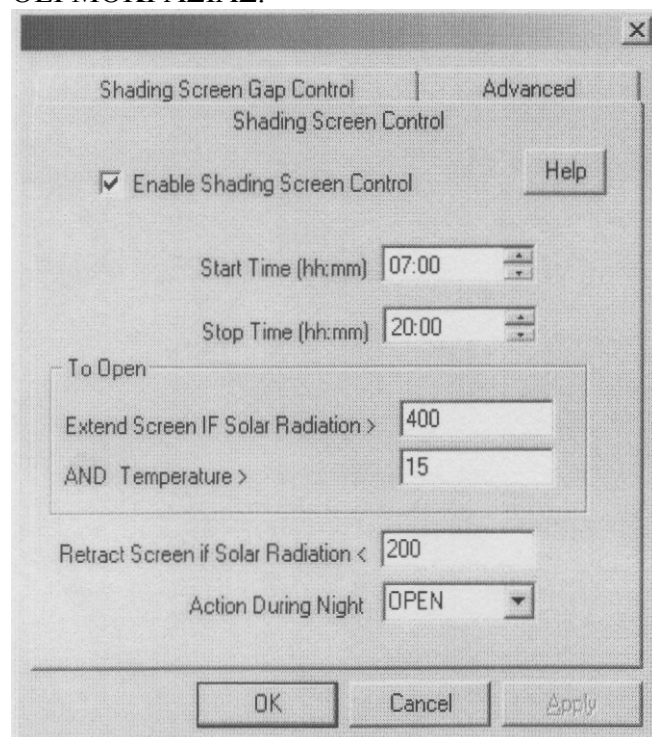 ΘΕΡΜΟΚΡΑΣΙΑΣ.
Shading Screen Gap Control Advanced
Shading Screen Control
Enable Shading Screen Control Help
Start Time (hh:mm) 07:00
Stop Time (hh:mm) 20:00
To Open
Extend Screen IF Solar Radiation > 400
AND Temperature > 15
Retract Screen if Solar Radiation < 200
Action During Night OPEN
OK Cancel Apply